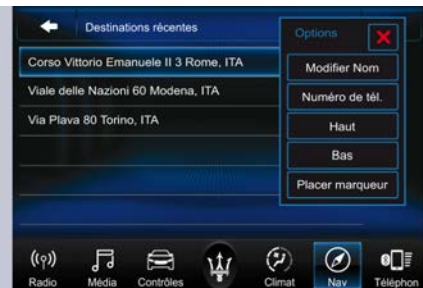 Destinations récentes
Options
Corso Vittorio Emanuele II 3 Rome, ITA
Viale delle Nazioni 60 Modena, ITA
Via Plava 80 Torino, ITA
Modifier Nom
Numéro de tél.
Haut
Bas
Placer marqueur
Radio
Média
Contrôles
Climat
Nav
Téléphon